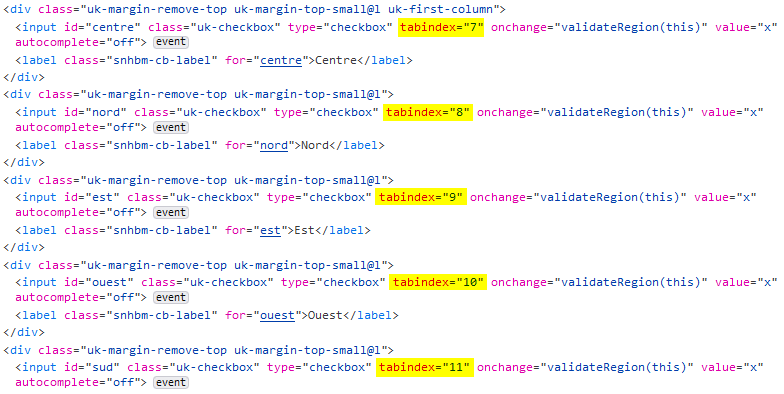 <div class="uk-margin-remove-top uk-margin-top-small@l uk-first-column">
<input id="centre" class="uk-checkbox" type="checkbox" tabindex="7" onchange="validateRegion(this)" value="x"
autocomplete="off"> event
<label class="snhbm-cb-label" for="centre">Centre</label>
</div>
<div class="uk-margin-remove-top uk-margin-top-small@l">
<input id="nord" class="uk-checkbox" type="checkbox" tabindex="8" onchange="validateRegion(this)" value="x"
autocomplete="off"> event
<label class="snhbm-cb-label" for="nord">Nord</label>
</div>
<div class="uk-margin-remove-top uk-margin-top-small@l">
<input id="est" class="uk-checkbox" type="checkbox" tabindex="9" onchange="validateRegion(this)" value="x"
autocomplete="off"> event
<label class="snhbm-cb-label" for="est">Est</label>
</div>
<div class="uk-margin-remove-top uk-margin-top-small@l">
<input id="ouest" class="uk-checkbox" type="checkbox" tabindex="10" onchange="validateRegion(this)" value="x"
autocomplete="off"> event
<label class="snhbm-cb-label" for="ouest">Ouest</label>
</div>
<div class="uk-margin-remove-top uk-margin-top-small@l">
<input id="sud" class="uk-checkbox" type="checkbox" tabindex="11" onchange="validateRegion(this)" value="x"
autocomplete="off"> event